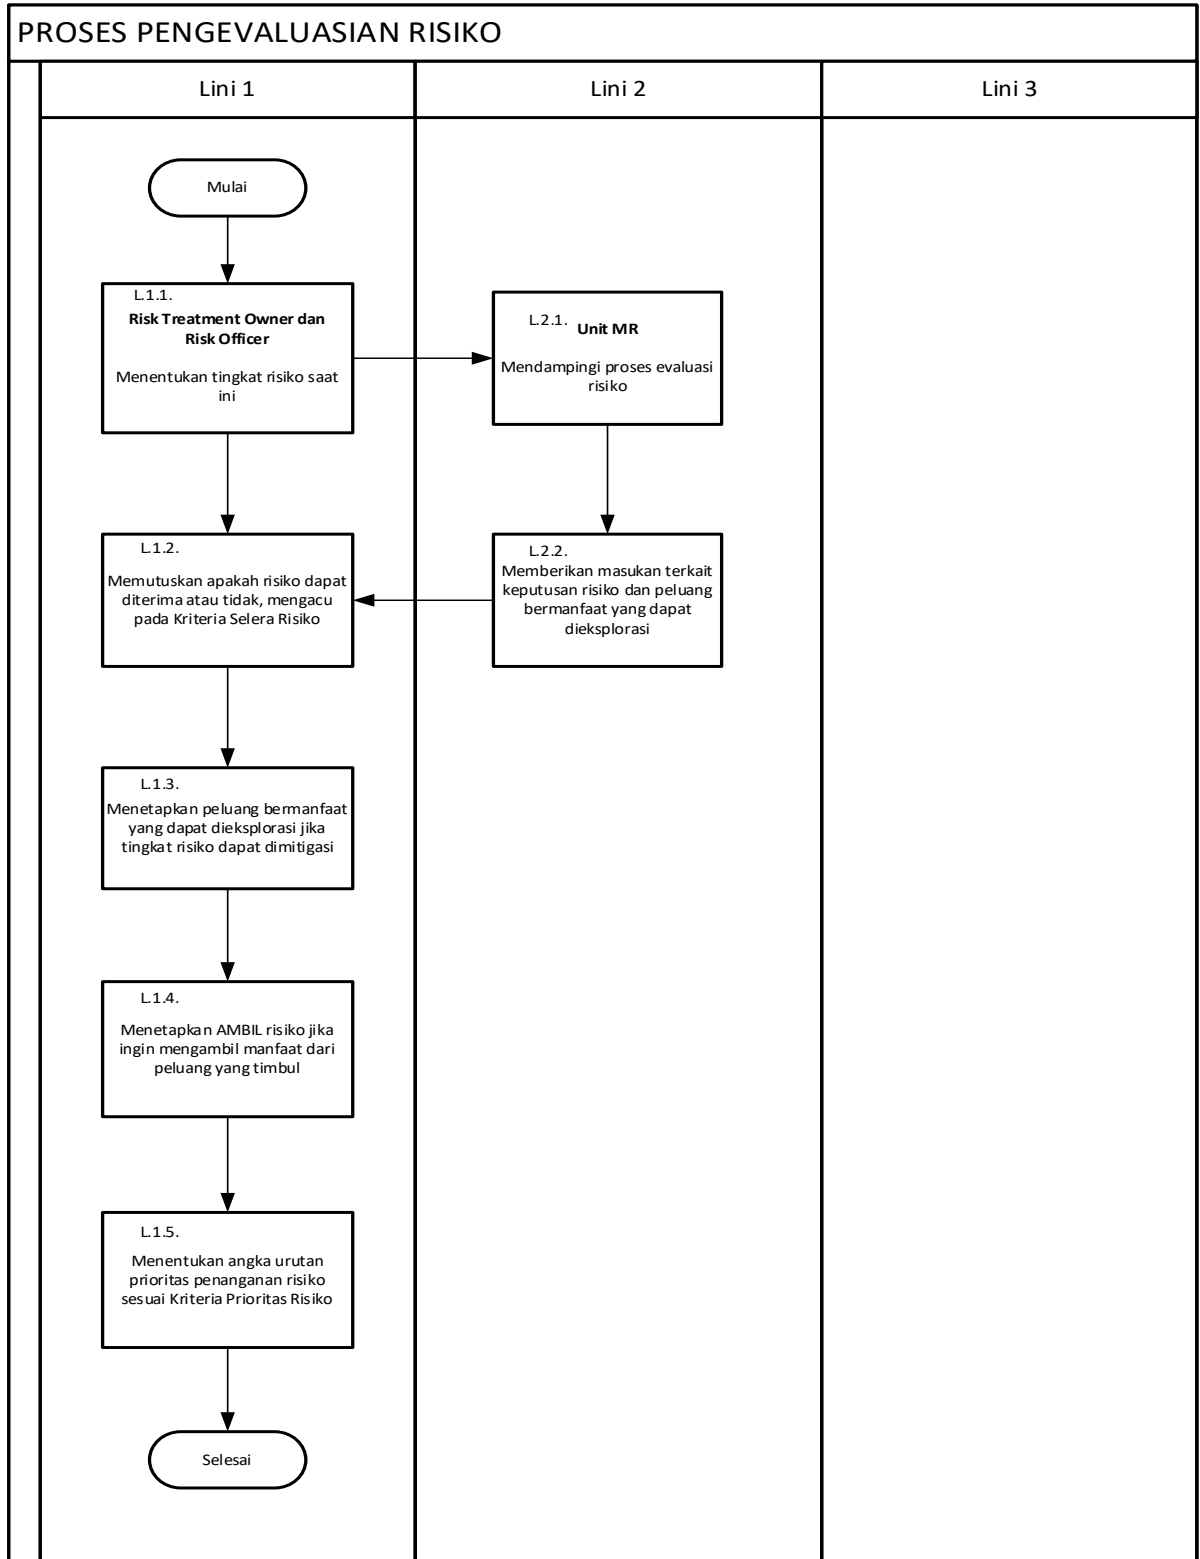 PROSES PENGEVALUASIAN RISIKO
Lini 1
Lini 2
Lini 3
Mulai
L.1.1.
Risk Treatment Owner dan
Risk Officer
Menentukan tingkat risiko saat
ini
L.2.1. Unit MR
Mendampingi proses evaluasi
risiko
L.1.2.
Memutuskan apakah risiko dapat
diterima atau tidak, mengacu
pada Kriteria Selera Risiko
L.2.2.
Memberikan masukan terkait
keputusan risiko dan peluang
bermanfaat yang dapat
dieksplorasi
L.1.3.
Menetapkan peluang bermanfaat
yang dapat dieksplorasi jika
tingkat risiko dapat dimitigasi
L.1.4.
Menetapkan AMBIL risiko jika
ingin mengambil manfaat dari
peluang yang timbul
L.1.5.
Menentukan angka urutan
prioritas penanganan risiko
sesuai Kriteria Prioritas Risiko
Selesai